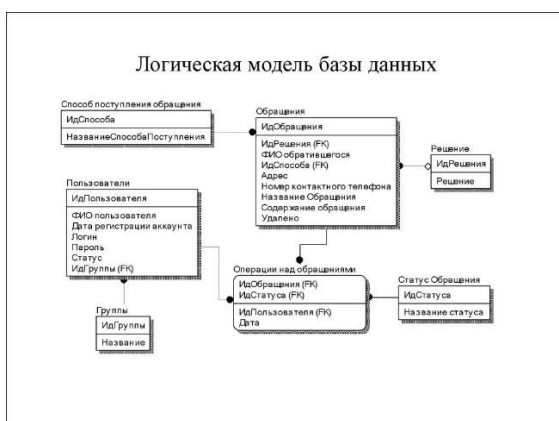 Логическая модель базы данных
Способ поступления обращения
ИдСпособа
НазваниеСпособаПоступления
Обращения
ИдОбращения
ИдРешения (FK)
ФИО обратившегося
ИдСпособа (FK)
Адрес
Номер контактного телефона
Название Обращения
Содержание обращения
Удалено
Решение
ИдРешения
Решение
Пользователи
ИдПользователя
ФИО пользователя
Дата регистрации аккаунта
Логин
Пароль
Статус
ИдГруппы (FK)
Группы
ИдГруппы
Название
Операции над обращениями
ИдОбращения (FK)
ИдСтатуса (FK)
ИдПользователя (FK)
Дата
Статус Обращения
ИдСтатуса
Название статуса